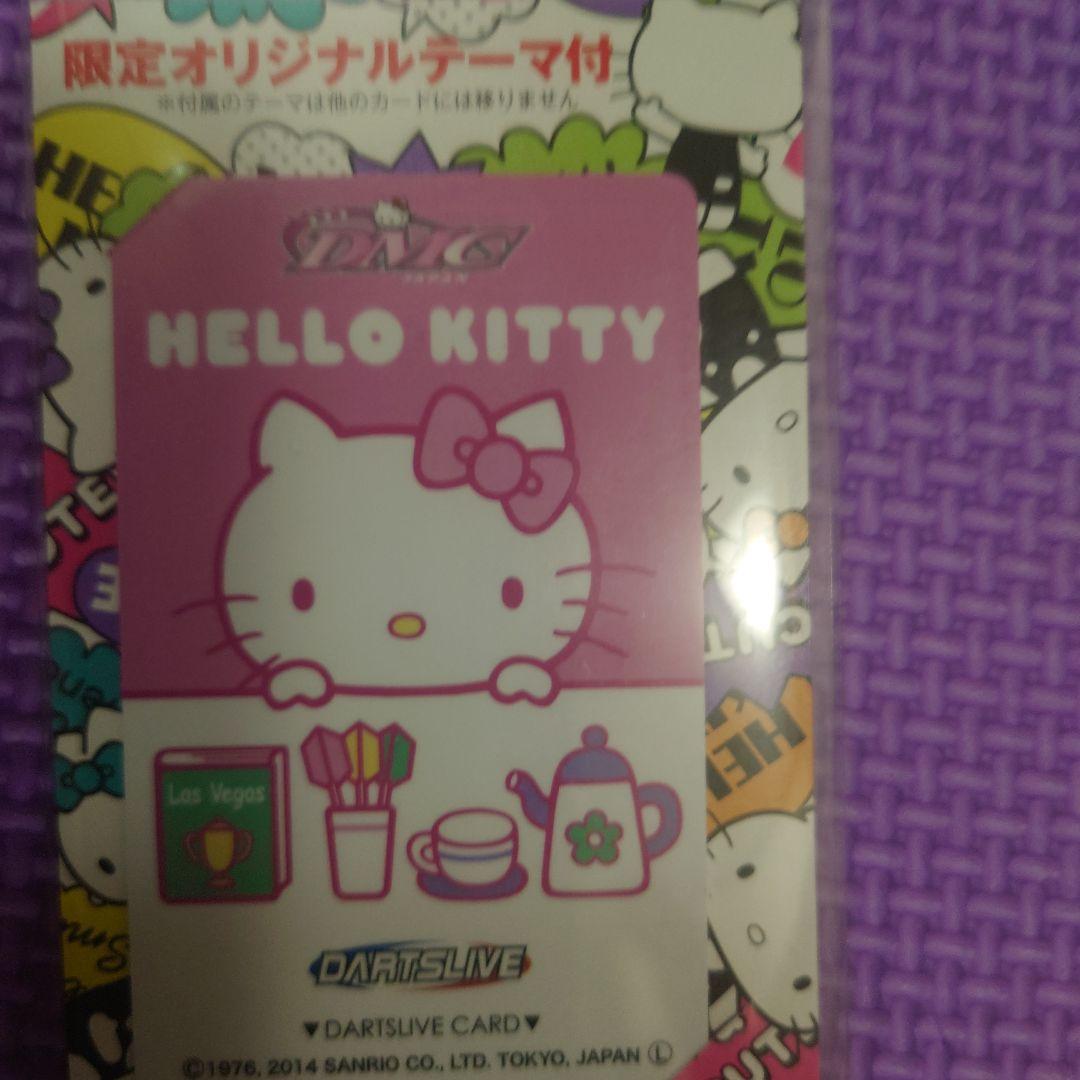 限定オリジナルテーマ付
※付属のテーマは他のカードには移りません
DMC
JAPAN
HELLO KITTY
Las Vegas
DARTSLIVE
▼DARTSLIVE CARD▼
©1976, 2014 SANRIO CO., LTD. TOKYO, JAPAN Ⓛ